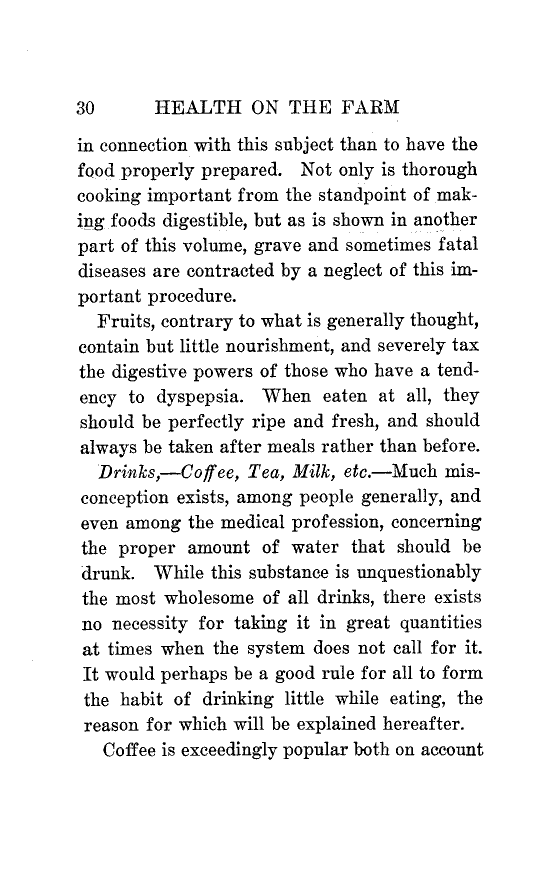 30 HEALTH ON THE FARM
in connection with this subject than to have the
food properly prepared. Not only is thorough
cooking important from the standpoint of mak-
ing foods digestible, but as is shown in another
part of this volume, grave and sometimes fatal
diseases are contracted by a neglect of this im-
portant procedure.
Fruits, contrary to what is generally thought,
contain but little nourishment, and severely tax
the digestive powers of those who have a tend-
ency to dyspepsia. When eaten at all, they
should be perfectly ripe and fresh, and should
always be taken after meals rather than before.
Drinks,—Coffee, Tea, Milk, etc.—Much mis-
conception exists, among people generally, and
even among the medical profession, concerning
the proper amount of water that should be
drunk. While this substance is unquestionably
the most wholesome of all drinks, there exists
no necessity for taking it in great quantities
at times when the system does not call for it.
It would perhaps be a good rule for all to form
the habit of drinking little while eating, the
reason for which will be explained hereafter.
Coffee is exceedingly popular both on account